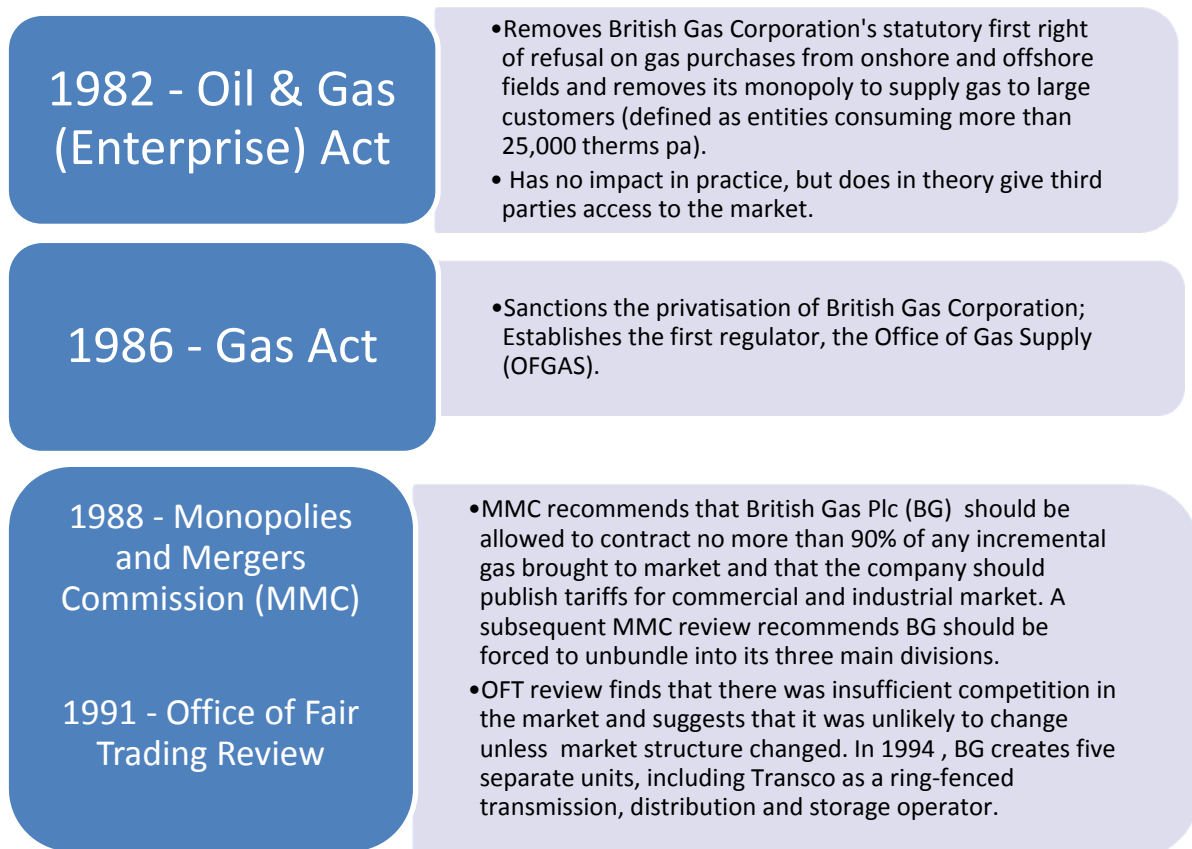 1982 - Oil & Gas
(Enterprise) Act
•Removes British Gas Corporation's statutory first right
of refusal on gas purchases from onshore and offshore
fields and removes its monopoly to supply gas to large
customers (defined as entities consuming more than
25,000 therms pa).
• Has no impact in practice, but does in theory give third
parties access to the market.
1986 - Gas Act
•Sanctions the privatisation of British Gas Corporation;
Establishes the first regulator, the Office of Gas Supply
(OFGAS).
1988 - Monopolies
and Mergers
Commission (MMC)
1991 - Office of Fair
Trading Review
•MMC recommends that British Gas Plc (BG) should be
allowed to contract no more than 90% of any incremental
gas brought to market and that the company should
publish tariffs for commercial and industrial market. A
subsequent MMC review recommends BG should be
forced to unbundle into its three main divisions.
•OFT review finds that there was insufficient competition in
the market and suggests that it was unlikely to change
unless market structure changed. In 1994 , BG creates five
separate units, including Transco as a ring-fenced
transmission, distribution and storage operator.